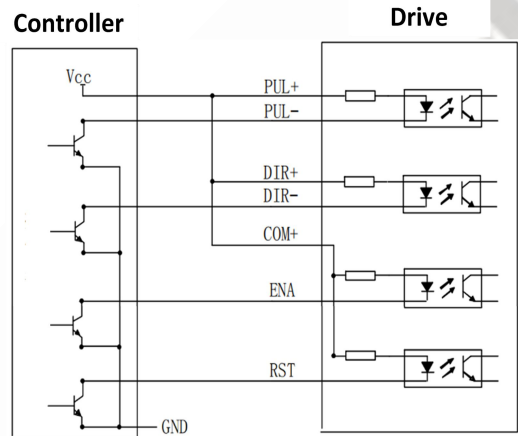 Controller
Drive
Vcc
PUL+
PUL-
DIR+
DIR-
COM+
ENA
RST
GND